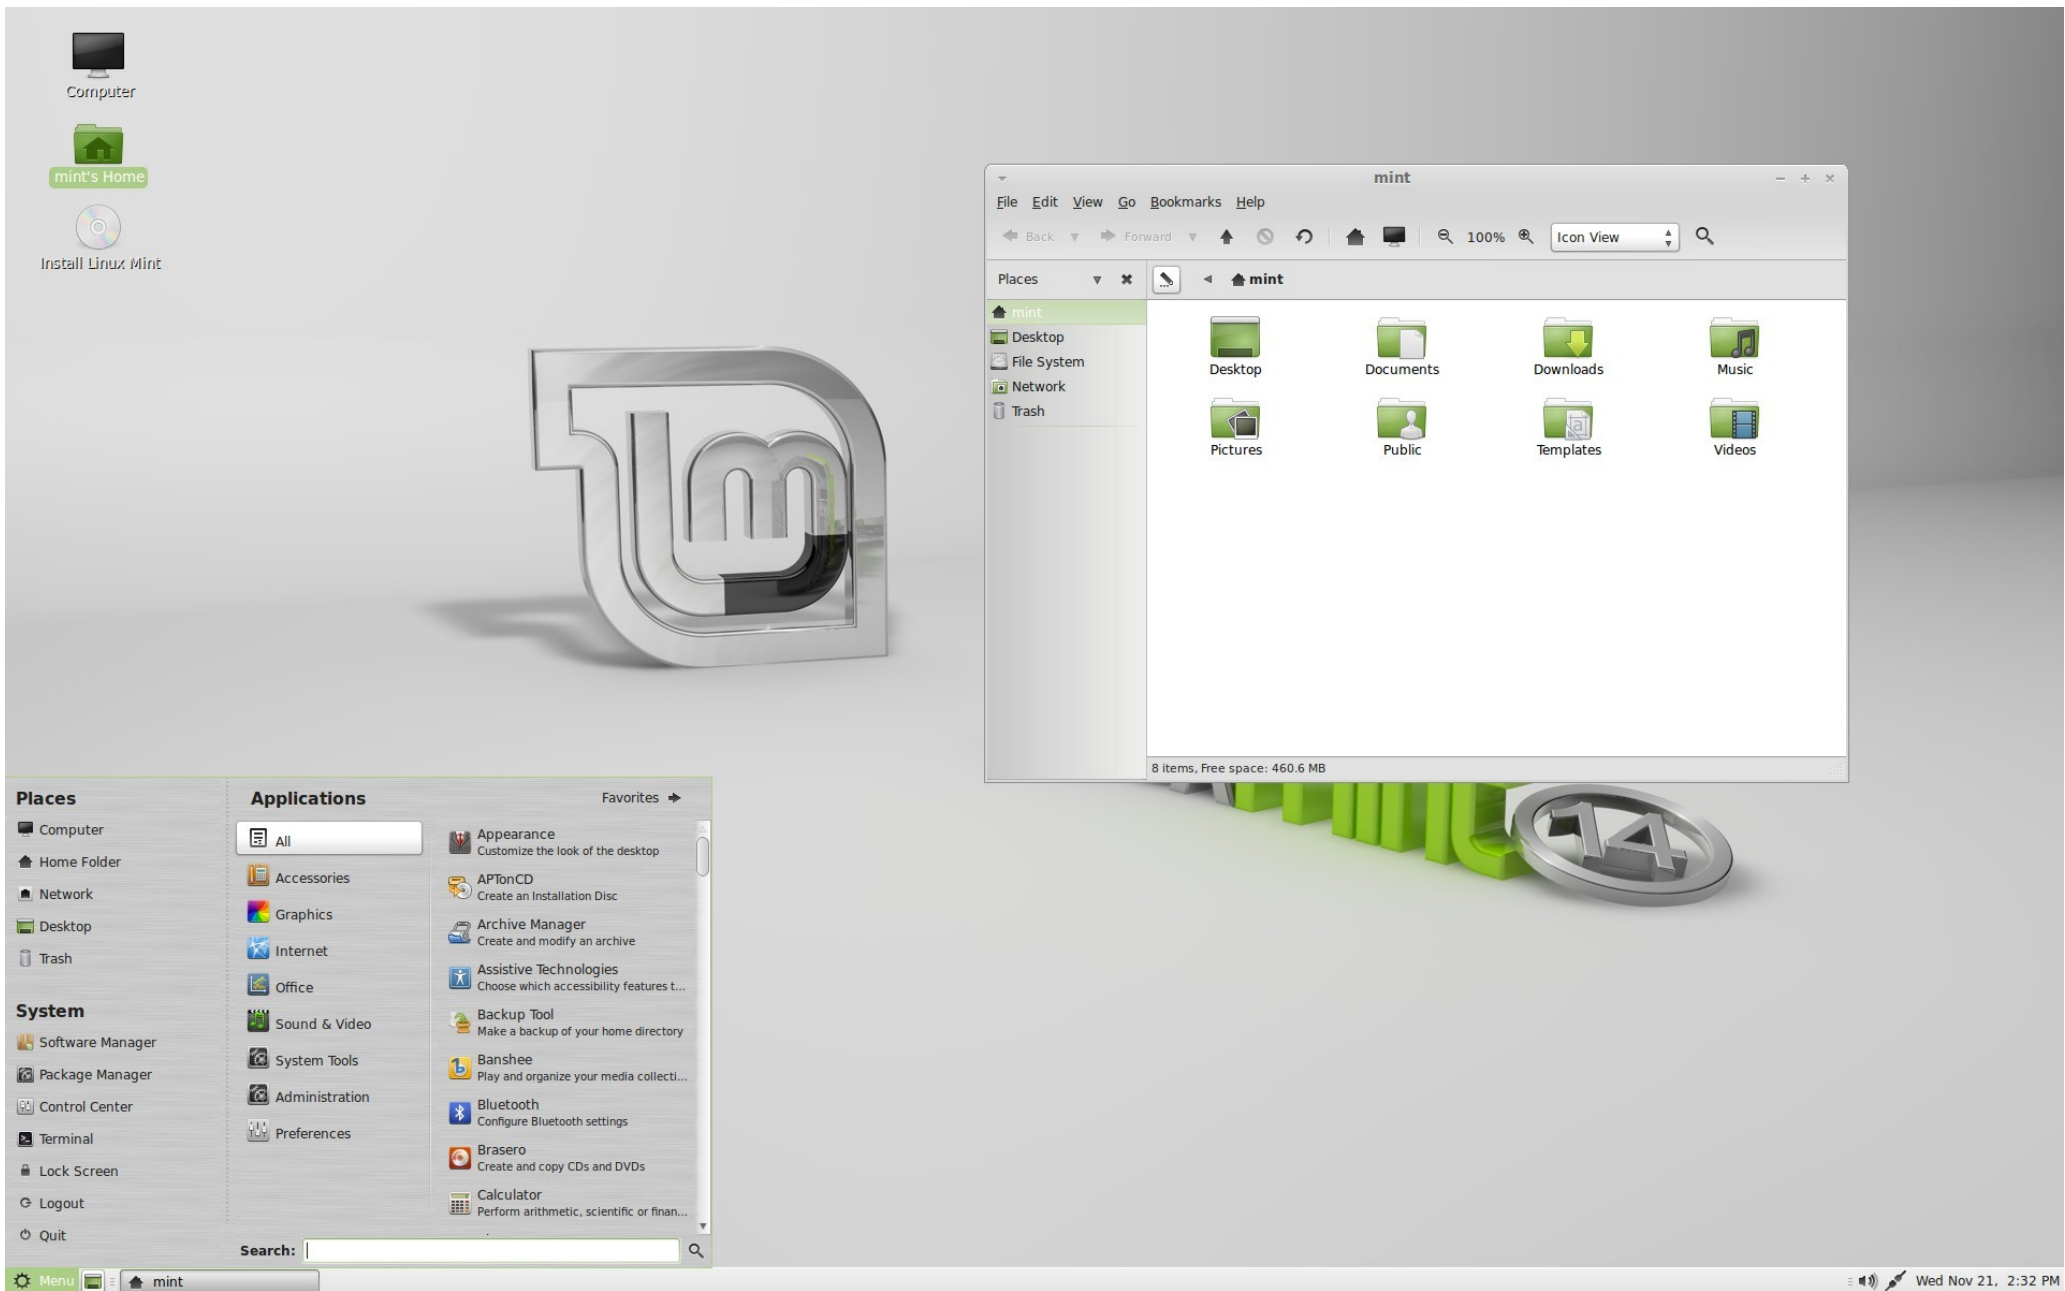 Computer
mint's Home
Install Linux Mint
mint
File Edit View Go Bookmarks Help
Back Forward 100% Icon View
Places mint
mint
Desktop
File System
Network
Trash
Desktop Documents Downloads Music
Pictures Public Templates Videos
8 items, Free space: 460.6 MB
14
Places
Computer
Home Folder
Network
Desktop
Trash
System
Software Manager
Package Manager
Control Center
Terminal
Lock Screen
Logout
Quit
Applications Favorites
All
Accessories
Graphics
Internet
Office
Sound & Video
System Tools
Administration
Preferences
Appearance
Customize the look of the desktop
APTonCD
Create an Installation Disc
Archive Manager
Create and modify an archive
Assistive Technologies
Choose which accessibility features t...
Backup Tool
Make a backup of your home directory
Banshee
Play and organize your media collecti...
Bluetooth
Configure Bluetooth settings
Brasero
Create and copy CDs and DVDs
Calculator
Perform arithmetic, scientific or finan...
Search:
Menu mint Wed Nov 21, 2:32 PM